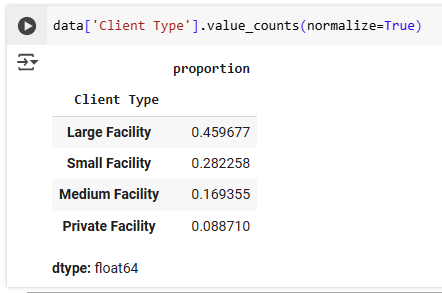 data['Client Type'].value_counts(normalize=True)
proportion
Client Type
Large Facility 0.459677
Small Facility 0.282258
Medium Facility 0.169355
Private Facility 0.088710
dtype: float64